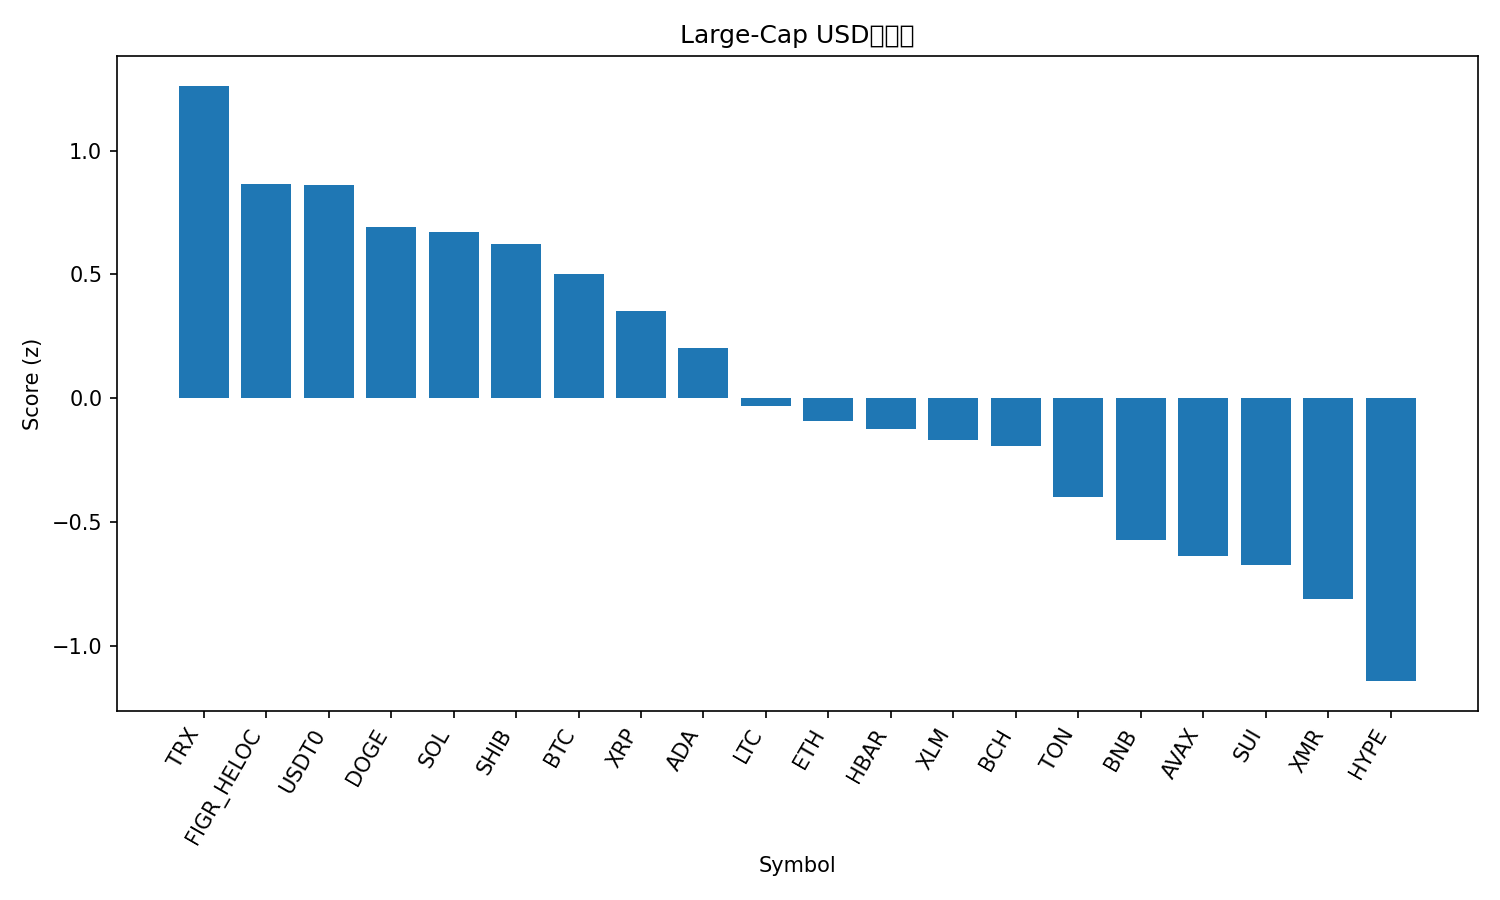 Large-Cap USD
1.0
0.5
0.0
−0.5
−1.0
Score (z)
TRX
FIGR_HELOC
USDT0
DOGE
SOL
SHIB
BTC
XRP
ADA
LTC
ETH
HBAR
XLM
BCH
TON
BNB
AVAX
SUI
XMR
HYPE
Symbol